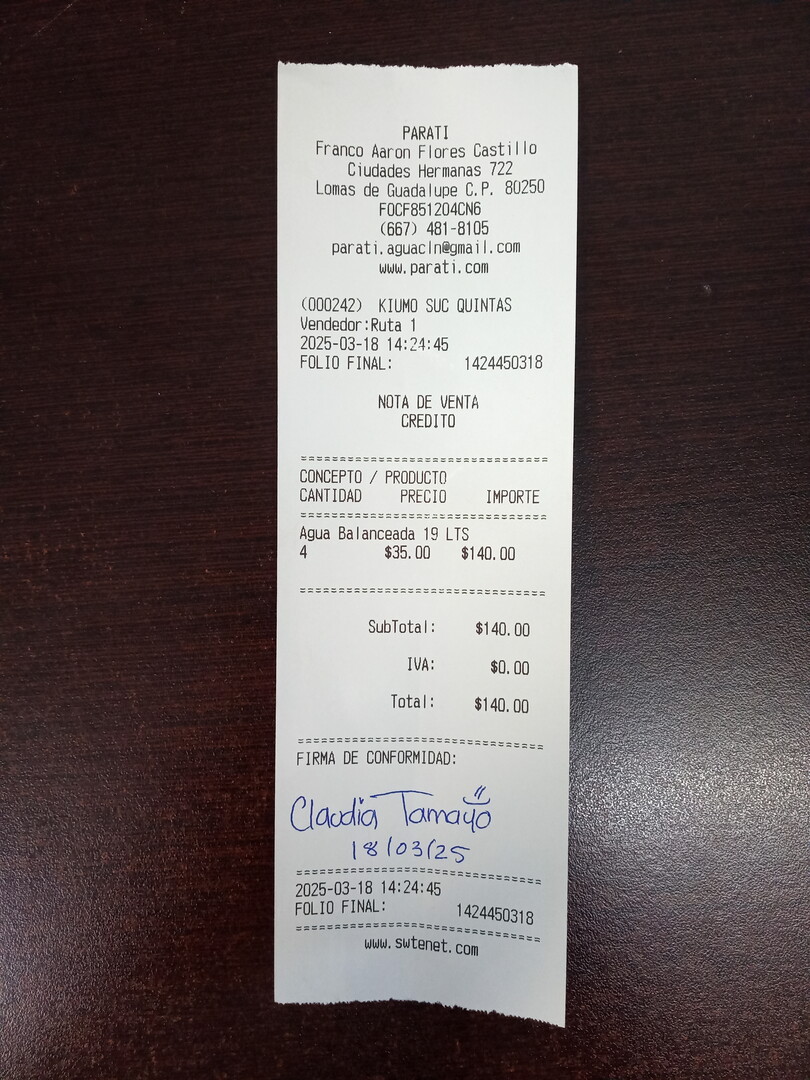 PARATI
Franco Aaron Flores Castillo
Ciudades Hermanas 722
Lomas de Guadalupe C.P. 80250
FOCF851204CN6
(667) 481-8105
parati.aguacln@gmail.com
www.parati.com
(000242) KIUMO SUC QUINTAS
Vendedor:Ruta 1
2025-03-18 14:24:45
FOLIO FINAL: 1424450318
NOTA DE VENTA
CREDITO
================================
CONCEPTO / PRODUCTO
CANTIDAD PRECIO IMPORTE
================================
Agua Balanceada 19 LTS
4 $35.00 $140.00
================================
SubTotal: $140.00
IVA: $0.00
Total: $140.00
================================
FIRMA DE CONFORMIDAD:
Claudia Tamayo
18/03/25
================================
2025-03-18 14:24:45
FOLIO FINAL: 1424450318
================================
www.swtenet.com